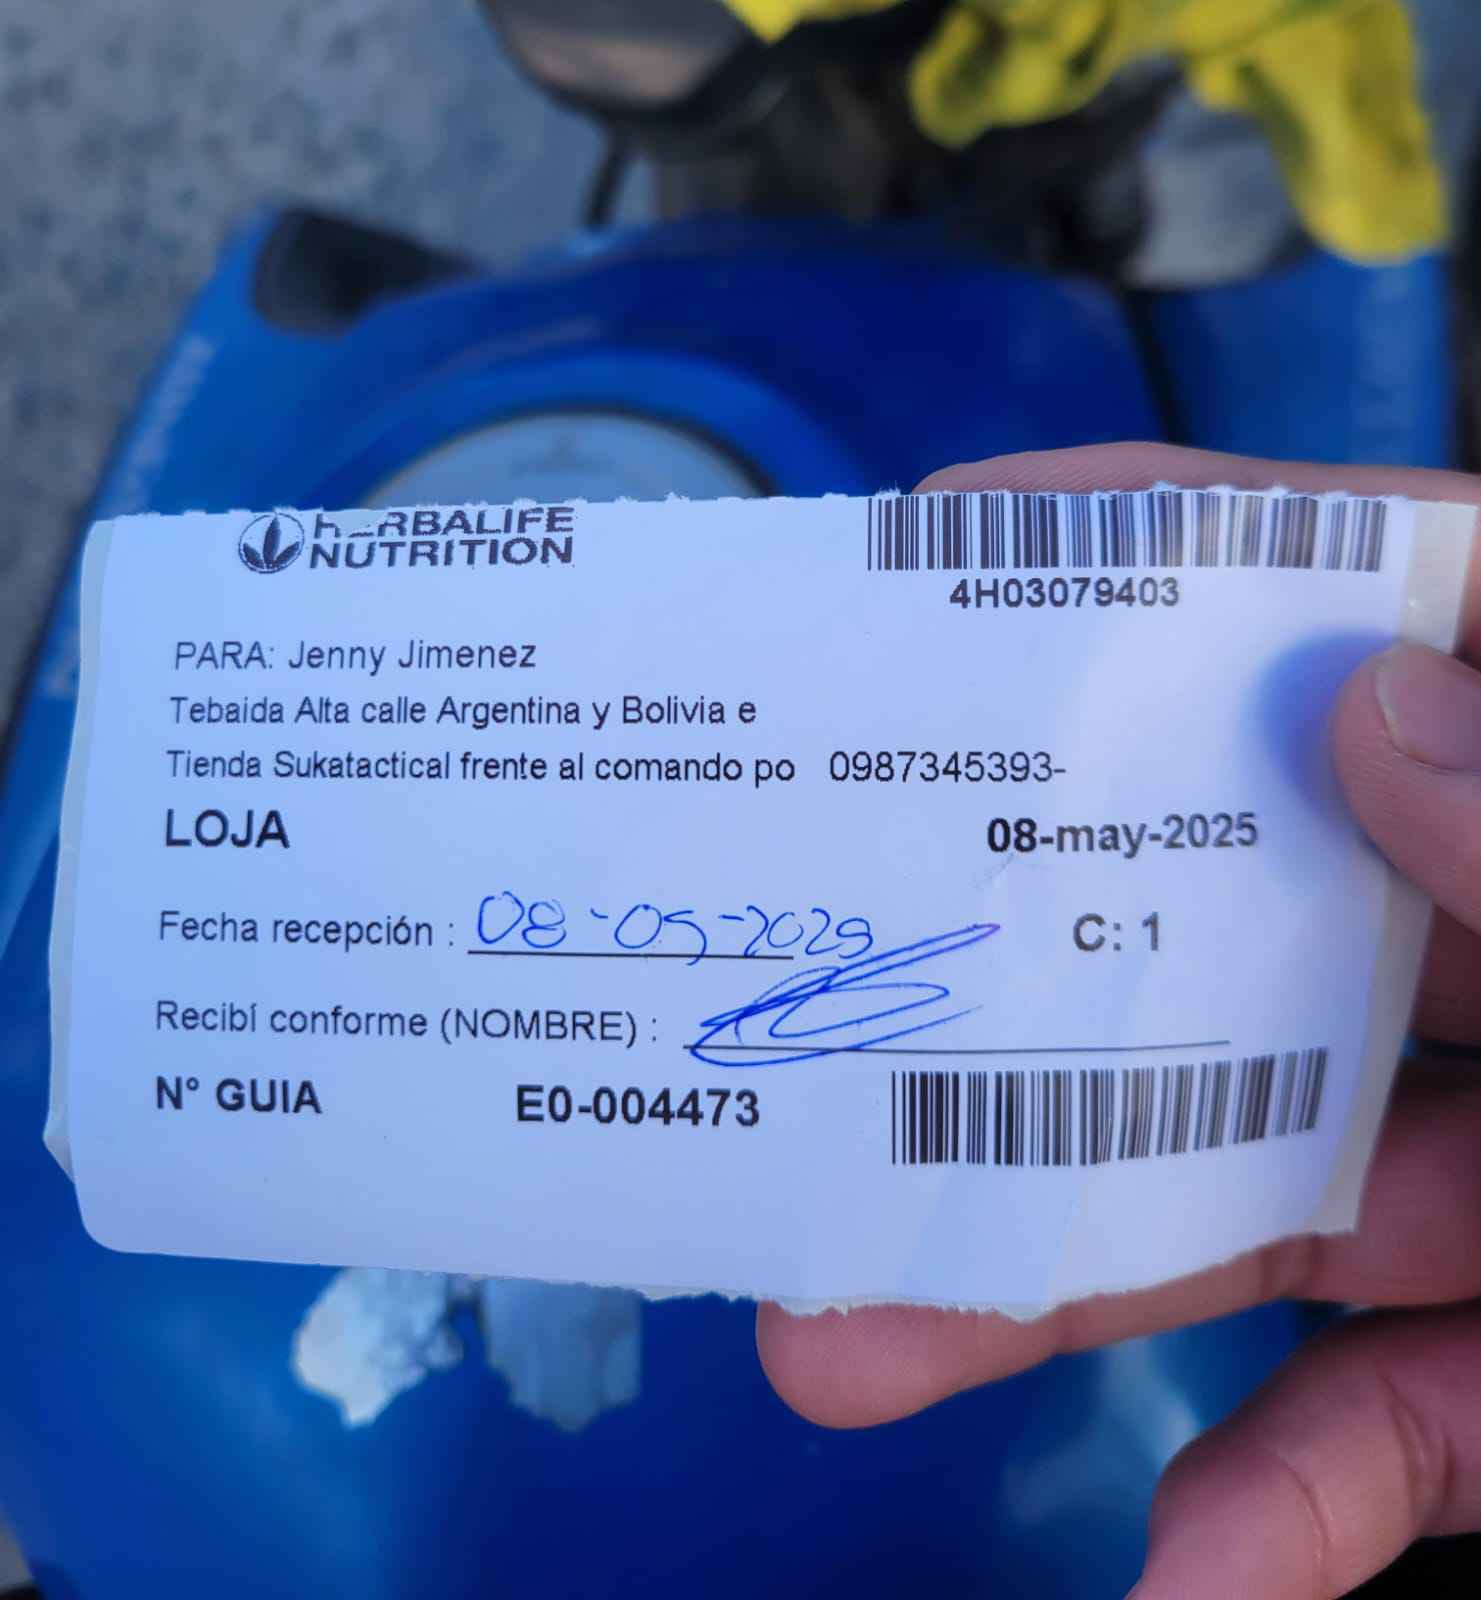 HERBALIFE
NUTRITION
4H03079403
PARA: Jenny Jimenez
Tebaida Alta calle Argentina y Bolivia e
Tienda Sukatactical frente al comando po 0987345393-
LOJA 08-may-2025
Fecha recepción : 08-05-2025 C: 1
Recibí conforme (NOMBRE) :
N° GUIA E0-004473